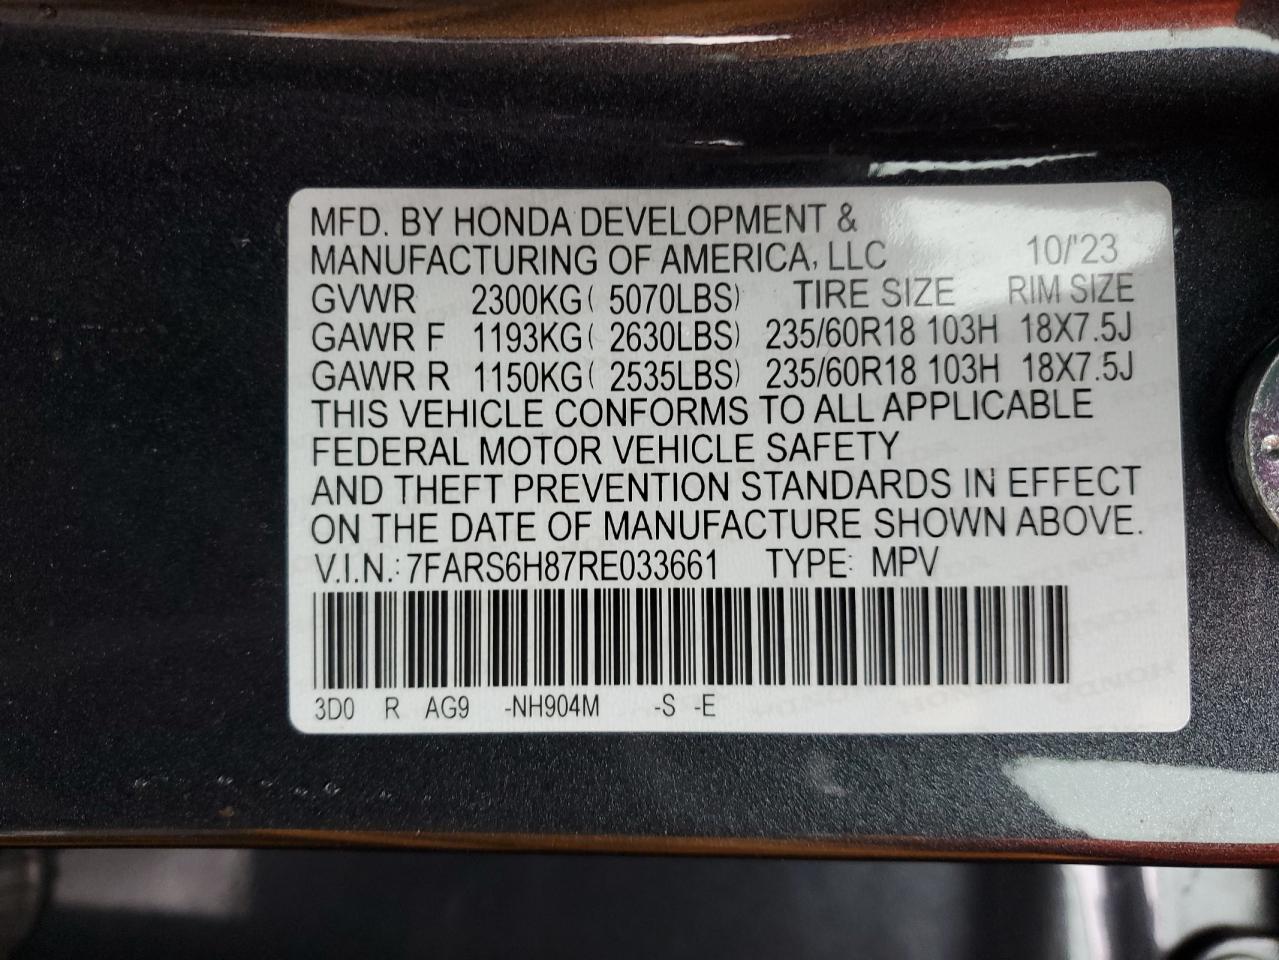 MFD. BY HONDA DEVELOPMENT &
MANUFACTURING OF AMERICA, LLC 10/'23
GVWR 2300KG( 5070LBS) TIRE SIZE RIM SIZE
GAWR F 1193KG( 2630LBS) 235/60R18 103H 18X7.5J
GAWR R 1150KG( 2535LBS) 235/60R18 103H 18X7.5J
THIS VEHICLE CONFORMS TO ALL APPLICABLE
FEDERAL MOTOR VEHICLE SAFETY
AND THEFT PREVENTION STANDARDS IN EFFECT
ON THE DATE OF MANUFACTURE SHOWN ABOVE.
V.I.N.: 7FARS6H87RE033661 TYPE: MPV
3D0 R AG9 -NH904M -S -E